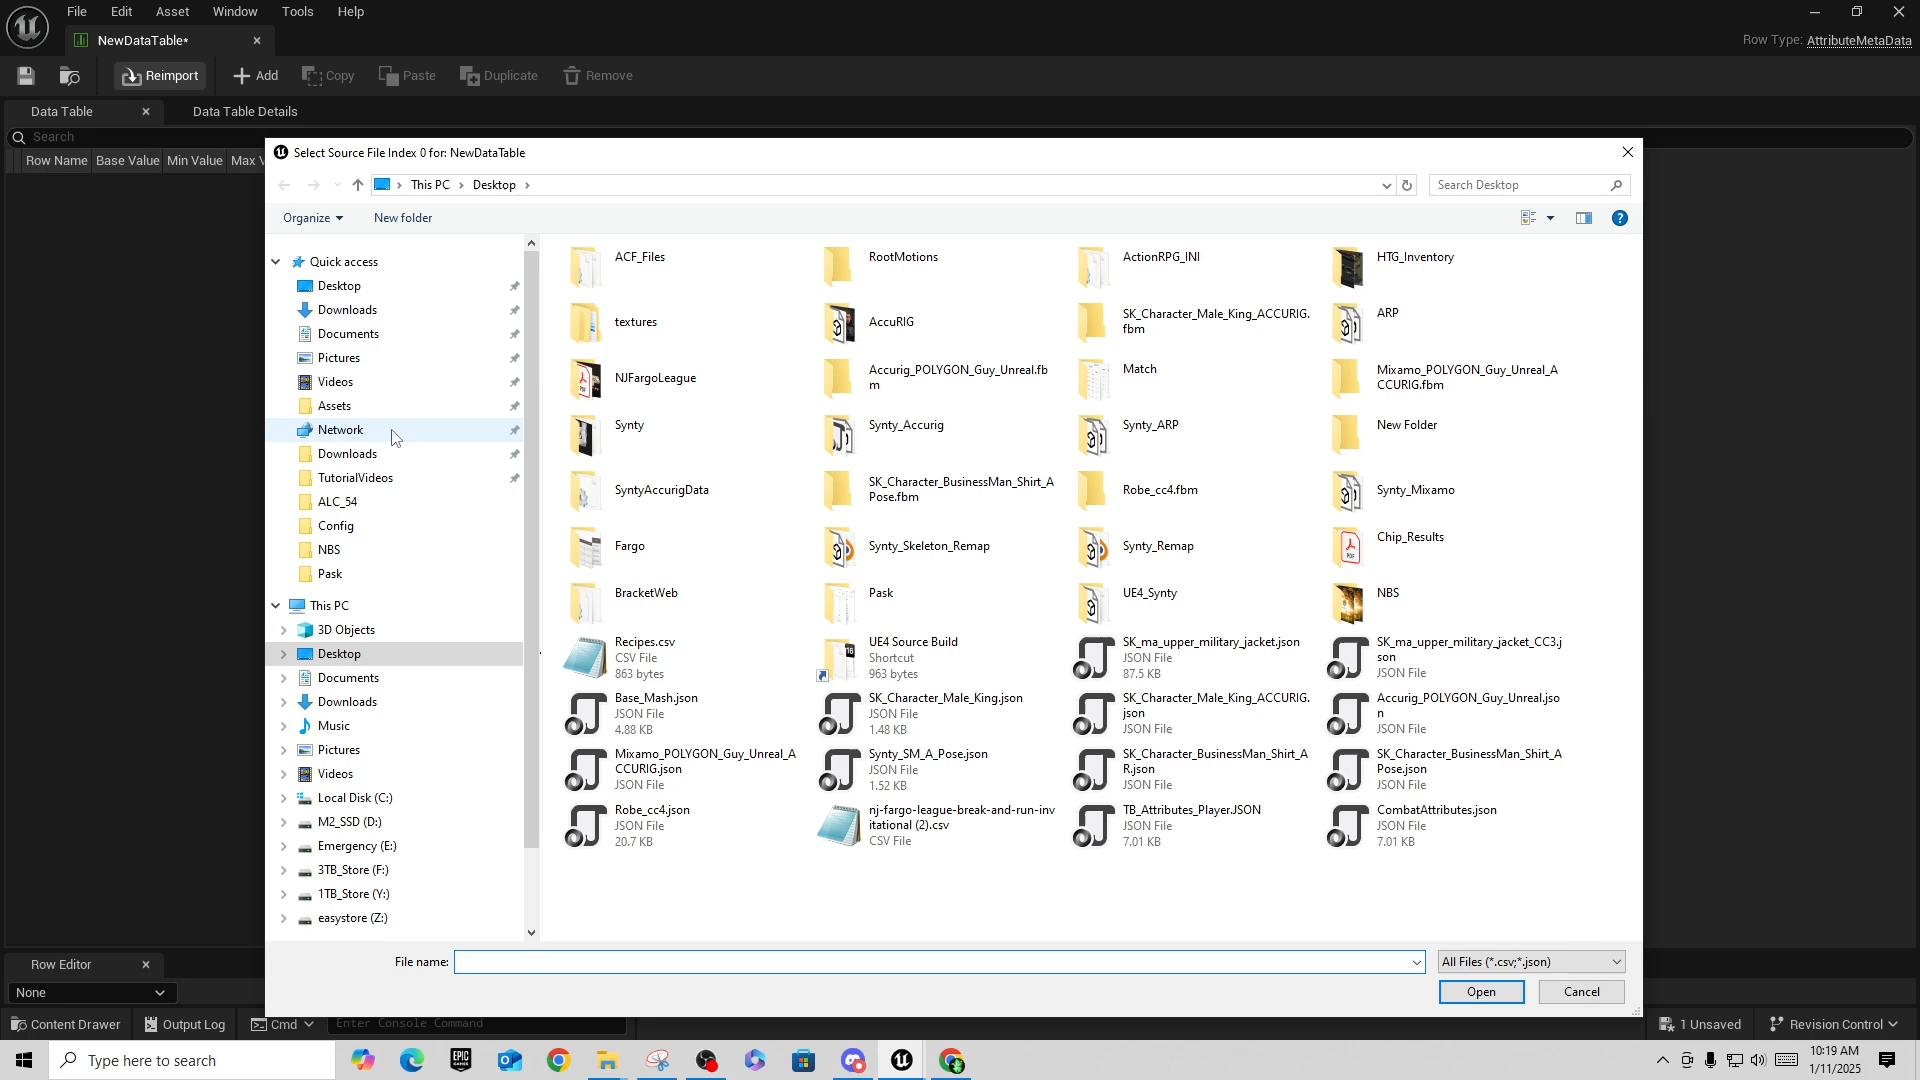 File Edit Asset Window Tools Help
NewDataTable*
Row Type: AttributeMetaData
Reimport Add Copy Paste Duplicate Remove
Data Table Data Table Details
Search
Row Name Base Value Min Value Max V
Select Source File Index 0 for: NewDataTable
This PC Desktop
Search Desktop
Organize New folder
Quick access
Desktop
Downloads
Documents
Pictures
Videos
Assets
Network
Downloads
TutorialVideos
ALC_54
Config
NBS
Pask
This PC
3D Objects
Desktop
Documents
Downloads
Music
Pictures
Videos
Local Disk (C:)
M2_SSD (D:)
Emergency (E:)
3TB_Store (F:)
1TB_Store (Y:)
easystore (Z:)
ACF_Files
RootMotions
ActionRPG_INI
HTG_Inventory
textures
AccuRIG
SK_Character_Male_King_ACCURIG.
fbm
ARP
NJFargoLeague
Accurig_POLYGON_Guy_Unreal.fb
m
Match
Mixamo_POLYGON_Guy_Unreal_A
CCURIG.fbm
Synty
Synty_Accurig
Synty_ARP
New Folder
SyntyAccurigData
SK_Character_BusinessMan_Shirt_A
Pose.fbm
Robe_cc4.fbm
Synty_Mixamo
Fargo
Synty_Skeleton_Remap
Synty_Remap
Chip_Results
BracketWeb
Pask
UE4_Synty
NBS
Recipes.csv
CSV File
863 bytes
UE4 Source Build
Shortcut
963 bytes
SK_ma_upper_military_jacket.json
JSON File
87.5 KB
SK_ma_upper_military_jacket_CC3.j
son
JSON File
Base_Mash.json
JSON File
4.88 KB
SK_Character_Male_King.json
JSON File
1.48 KB
SK_Character_Male_King_ACCURIG.
json
JSON File
Accurig_POLYGON_Guy_Unreal.jso
n
JSON File
Mixamo_POLYGON_Guy_Unreal_A
CCURIG.json
JSON File
Synty_SM_A_Pose.json
JSON File
1.52 KB
SK_Character_BusinessMan_Shirt_A
R.json
JSON File
SK_Character_BusinessMan_Shirt_A
Pose.json
JSON File
Robe_cc4.json
JSON File
20.7 KB
nj-fargo-league-break-and-run-inv
itational (2).csv
CSV File
TB_Attributes_Player.JSON
JSON File
7.01 KB
CombatAttributes.json
JSON File
7.01 KB
File name:
All Files (*.csv;*.json)
Open Cancel
Row Editor
None
Content Drawer Output Log Cmd Enter Console Command 1 Unsaved Revision Control
Type here to search
EPIC
GAMES
10:19 AM
1/11/2025